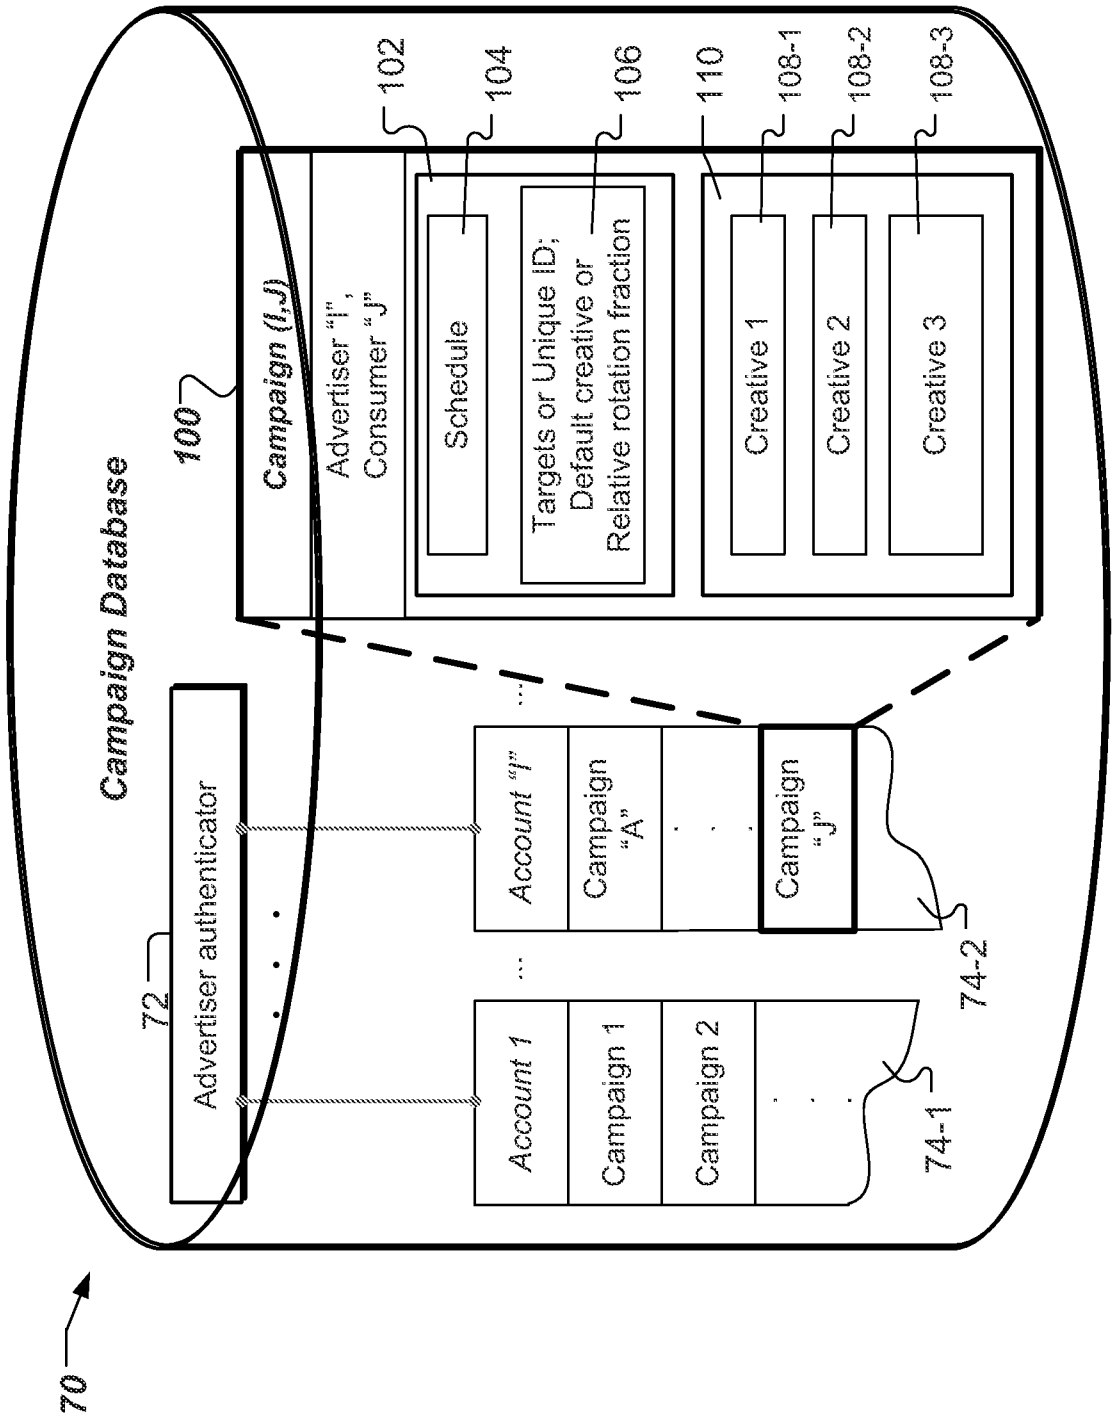 70
Campaign Database
72
Advertiser authenticator
. . .
Account 1
Campaign 1
Campaign 2
. . .
74-1
...
Account "I"
Campaign
"A"
. . .
Campaign
"J"
74-2
...
100
Campaign (I,J)
Advertiser "I",
Consumer "J"
102
Schedule
104
Targets or Unique ID;
Default creative or
Relative rotation fraction
106
110
Creative 1
108-1
Creative 2
108-2
Creative 3
108-3